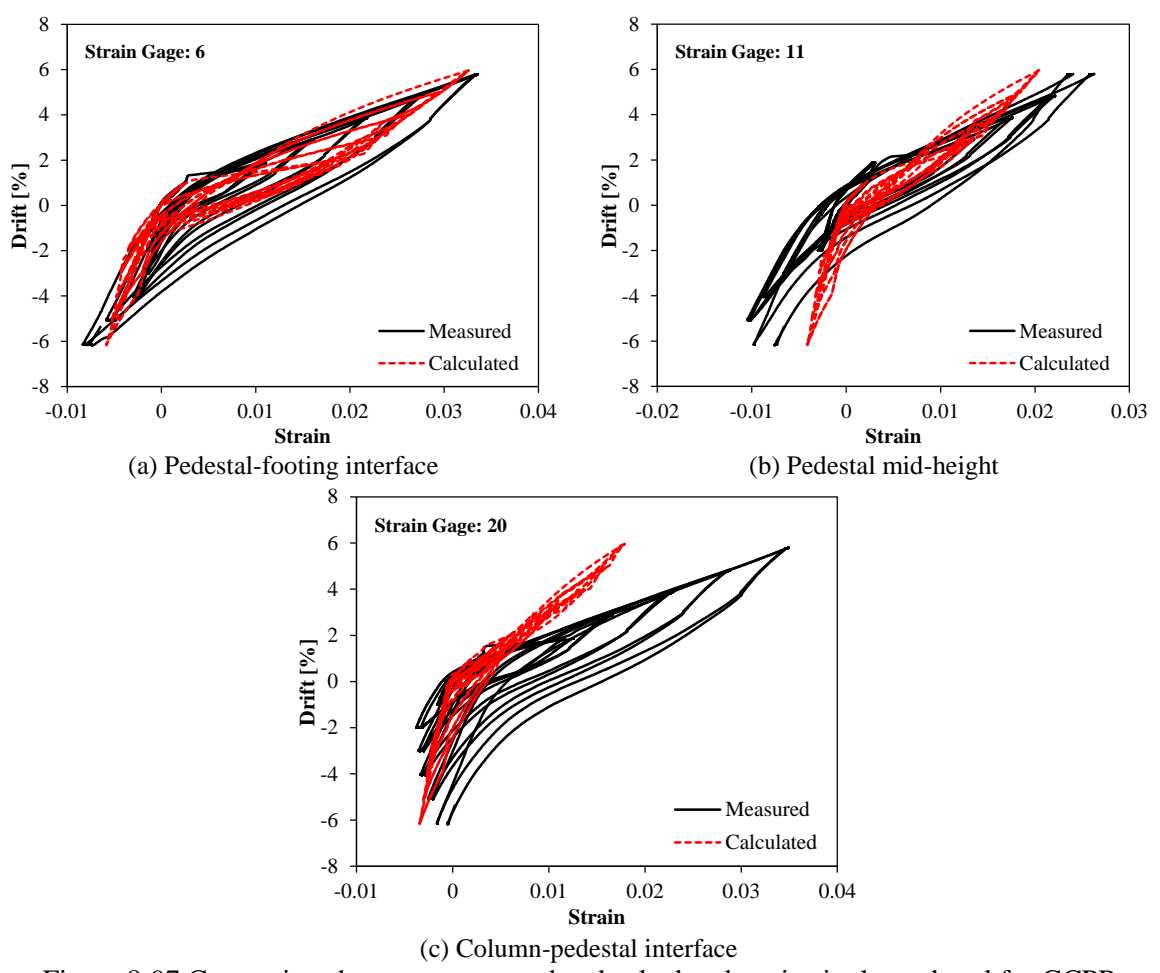 8
6
4
2
0
-2
-4
-6
-8
Drift [%]
Strain Gage: 6
Measured
Calculated
-0.01 0 0.01 0.02 0.03 0.04
Strain
(a) Pedestal-footing interface
8
6
4
2
0
-2
-4
-6
-8
Drift [%]
Strain Gage: 11
Measured
Calculated
-0.02 -0.01 0 0.01 0.02 0.03
Strain
(b) Pedestal mid-height
8
6
4
2
0
-2
-4
-6
-8
Drift [%]
Strain Gage: 20
Measured
Calculated
-0.01 0 0.01 0.02 0.03 0.04
Strain
(c) Column-pedestal interface